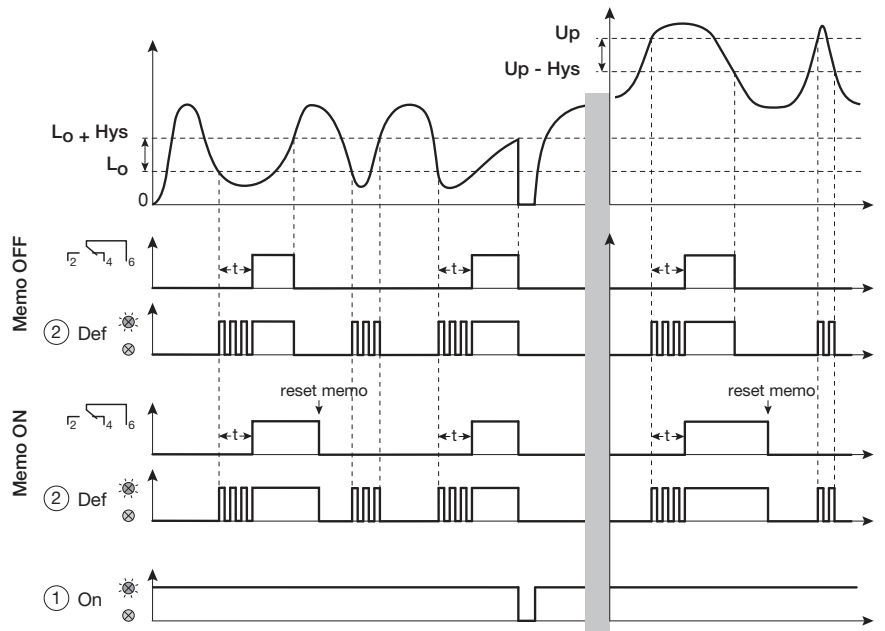 Up
Up - Hys
Lo + Hys
Lo
0
Memo OFF
2 4 6
t t t
2 Def
Memo ON
reset memo reset memo
2 4 6
t t t
2 Def
1 On